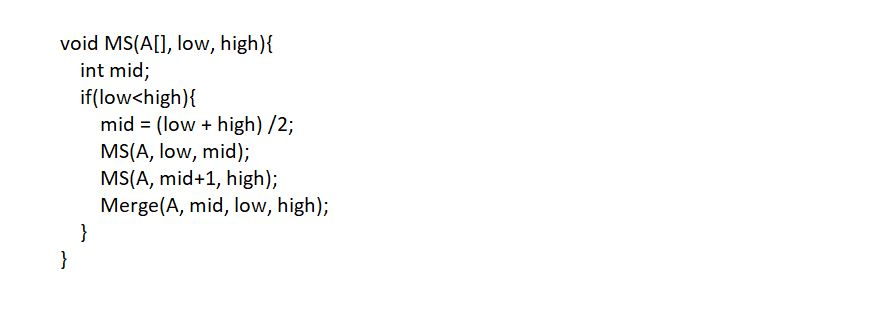 void MS(A[], low, high){
int mid;
if(low<high){
mid = (low + high) /2;
MS(A, low, mid);
MS(A, mid+1, high);
Merge(A, mid, low, high);
}
}